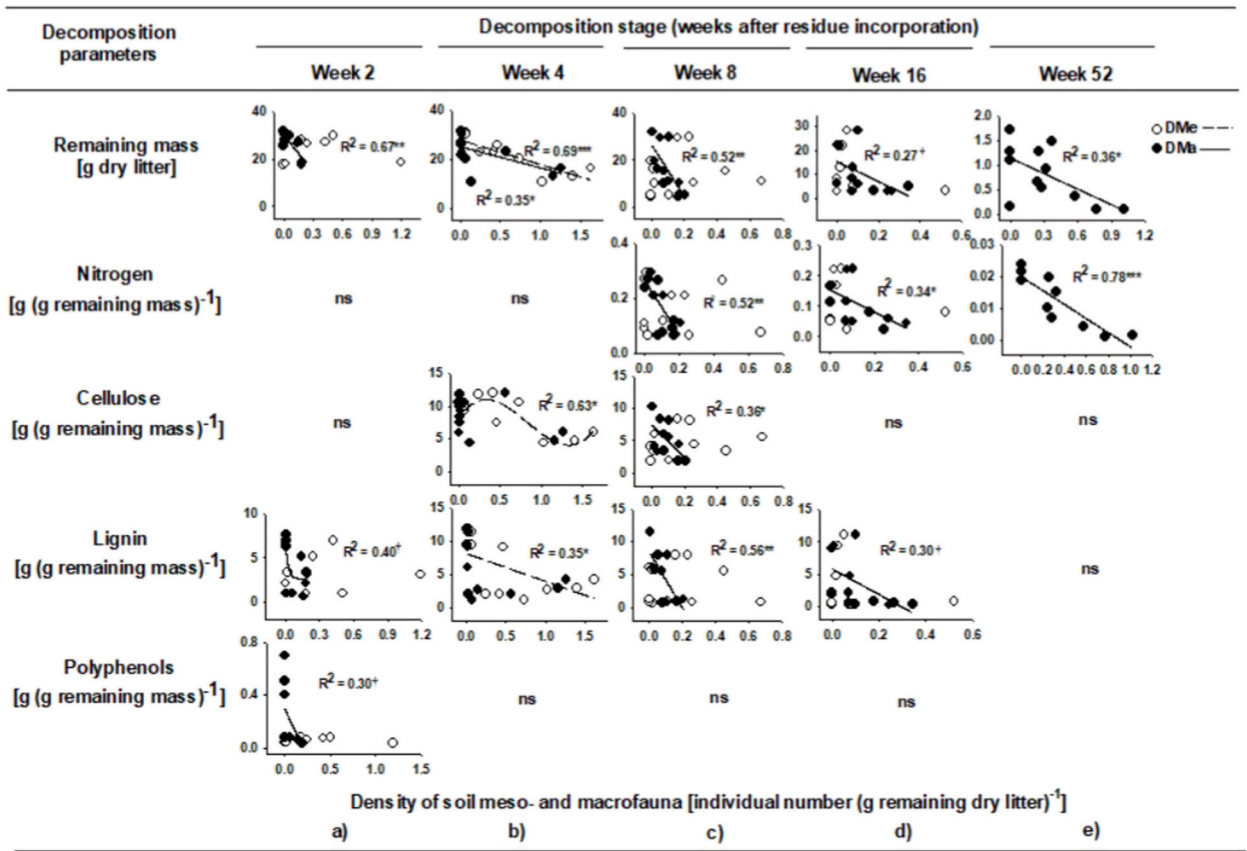 Decomposition parameters
Decomposition stage (weeks after residue incorporation)
Week 2 Week 4 Week 8 Week 16 Week 52
Remaining mass
[g dry litter]
40 20 0
R² = 0.67**
0.0 0.3 0.6 0.9 1.2
40 30 20 10 0
R² = 0.69***
R² = 0.35*
0.0 0.5 1.0 1.5
40 30 20 10 0
R² = 0.52**
0.0 0.2 0.4 0.6 0.8
30 20 10 0
R² = 0.27†
0.0 0.2 0.4 0.6
2.0 1.5 1.0 0.5 0.0
R² = 0.36*
0.0 0.3 0.6 0.9 1.2
DMe
DMa
Nitrogen
[g (g remaining mass)⁻¹]
ns
ns
0.4 0.2 0.0
R² = 0.52**
0.0 0.2 0.4 0.6 0.8
0.3 0.2 0.1 0.0
R² = 0.34*
0.0 0.2 0.4 0.6
0.03 0.02 0.01 0.00
R² = 0.78***
0.0 0.2 0.4 0.6 0.8 1.0 1.2
Cellulose
[g (g remaining mass)⁻¹]
ns
15 10 5 0
R² = 0.63*
0.0 0.5 1.0 1.5
15 10 5 0
R² = 0.36*
0.0 0.2 0.4 0.6 0.8
ns
ns
Lignin
[g (g remaining mass)⁻¹]
10 5 0
R² = 0.40†
0.0 0.3 0.6 0.9 1.2
15 10 5 0
R² = 0.35*
0.0 0.5 1.0 1.5
15 10 5 0
R² = 0.56**
0.0 0.2 0.4 0.6 0.8
15 10 5 0
R² = 0.30†
0.0 0.2 0.4 0.6
ns
Polyphenols
[g (g remaining mass)⁻¹]
0.8 0.4 0.0
R² = 0.30†
0.0 0.5 1.0 1.5
ns
ns
ns
Density of soil meso- and macrofauna [individual number (g remaining dry litter)⁻¹]
a) b) c) d) e)